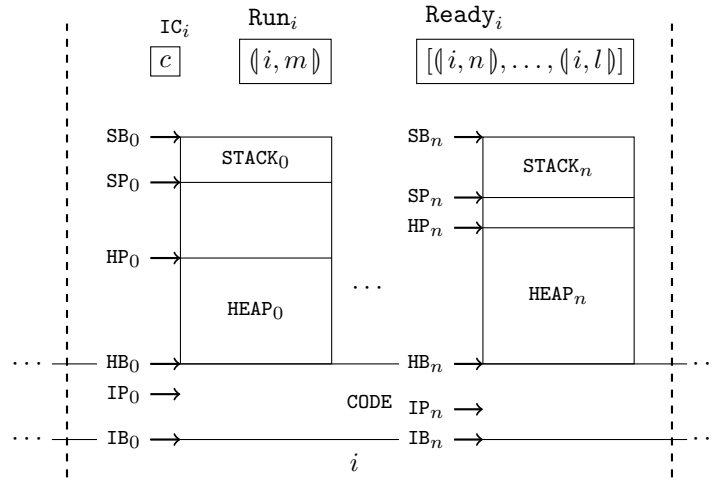 IC_i Run_i Ready_i
c ⦇i, m⦈ [⦇i, n⦈, ..., ⦇i, l⦈]
SB_0 SB_n
STACK_0 STACK_n
SP_0 SP_n
HP_0 HP_n
HEAP_0 ... HEAP_n
... HB_0 HB_n ...
IP_0 CODE IP_n
... IB_0 IB_n ...
i